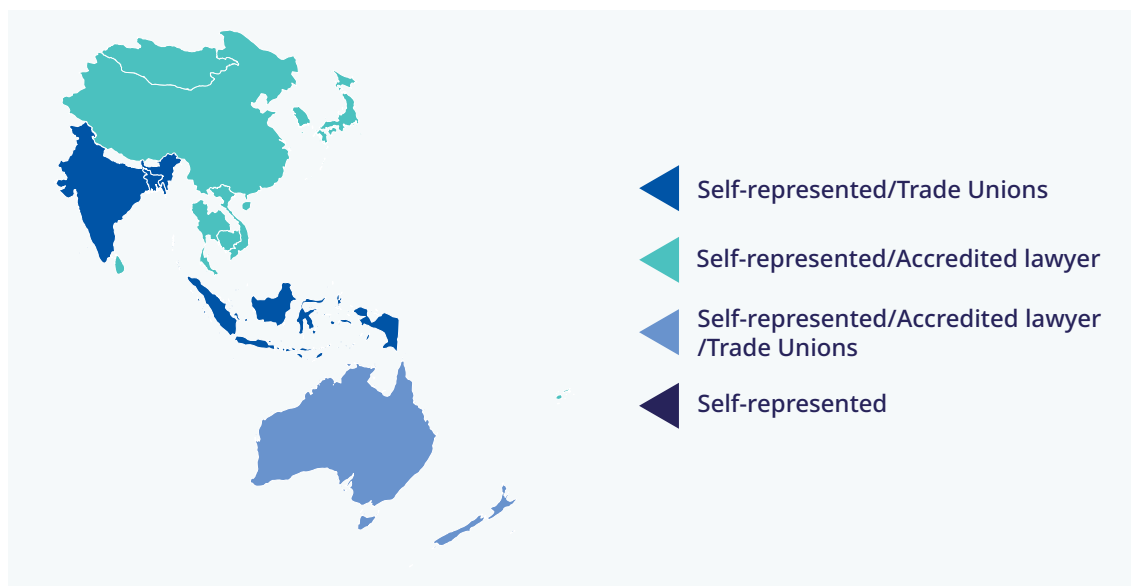 Self-represented/Trade Unions
Self-represented/Accredited lawyer
Self-represented/Accredited lawyer
/Trade Unions
Self-represented